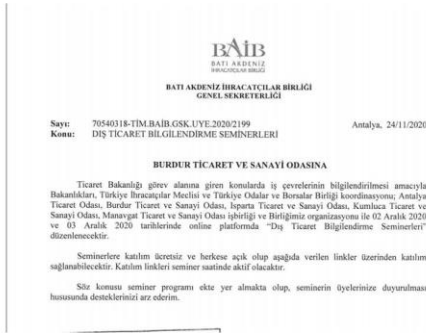 BAİB
BATI AKDENİZ
İHRACATÇILAR BİRLİĞİ
BATI AKDENİZ İHRACATÇILAR BİRLİĞİ
GENEL SEKRETERLİĞİ
Sayı: 70540318-TİM.BAİB.GSK.UYE.2020/2199 Antalya, 24/11/2020
Konu: DIŞ TİCARET BİLGİLENDİRME SEMİNERLERİ
BURDUR TİCARET VE SANAYİ ODASINA
Ticaret Bakanlığı görev alanına giren konularda iş çevrelerinin bilgilendirilmesi amacıyla
Bakanlıkları, Türkiye İhracatçılar Meclisi ve Türkiye Odalar ve Borsalar Birliği koordinasyonu; Antalya
Ticaret Odası, Burdur Ticaret ve Sanayi Odası, Isparta Ticaret ve Sanayi Odası, Kumluca Ticaret ve
Sanayi Odası, Manavgat Ticaret ve Sanayi Odası işbirliği ve Birliğimiz organizasyonu ile 02 Aralık 2020
ve 03 Aralık 2020 tarihlerinde online platformda "Dış Ticaret Bilgilendirme Seminerleri"
düzenlenecektir.
Seminerlere katılım ücretsiz ve herkese açık olup aşağıda verilen linkler üzerinden katılım
sağlanabilecektir. Katılım linkleri seminer saatinde aktif olacaktır.
Söz konusu seminer programı ekte yer almakta olup, seminerin üyelerinize duyurulması
hususunda desteklerinizi arz ederim.